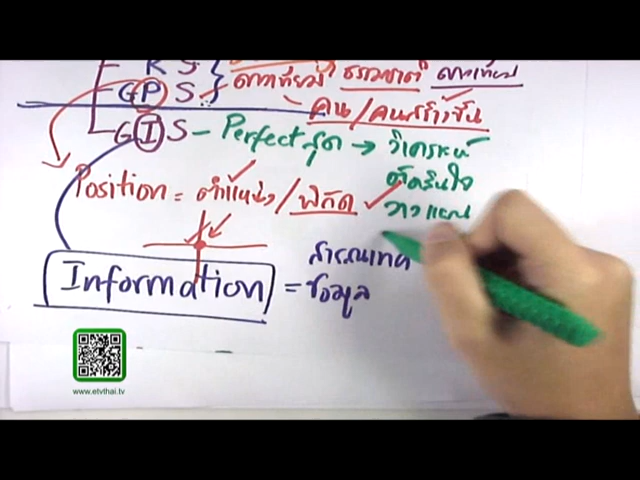 RS
ดาวเทียม ธรรมชาติ ดาวเทียม
GPS
คน/คนสร้างขึ้น
GIS - Perfect สุด → วิเคราะห์
ตัดสินใจ
Position = ตำแหน่ง/พิกัด ✓ วางแผน
สารสนเทศ
Information = ข้อมูล
www.etvthai.tv